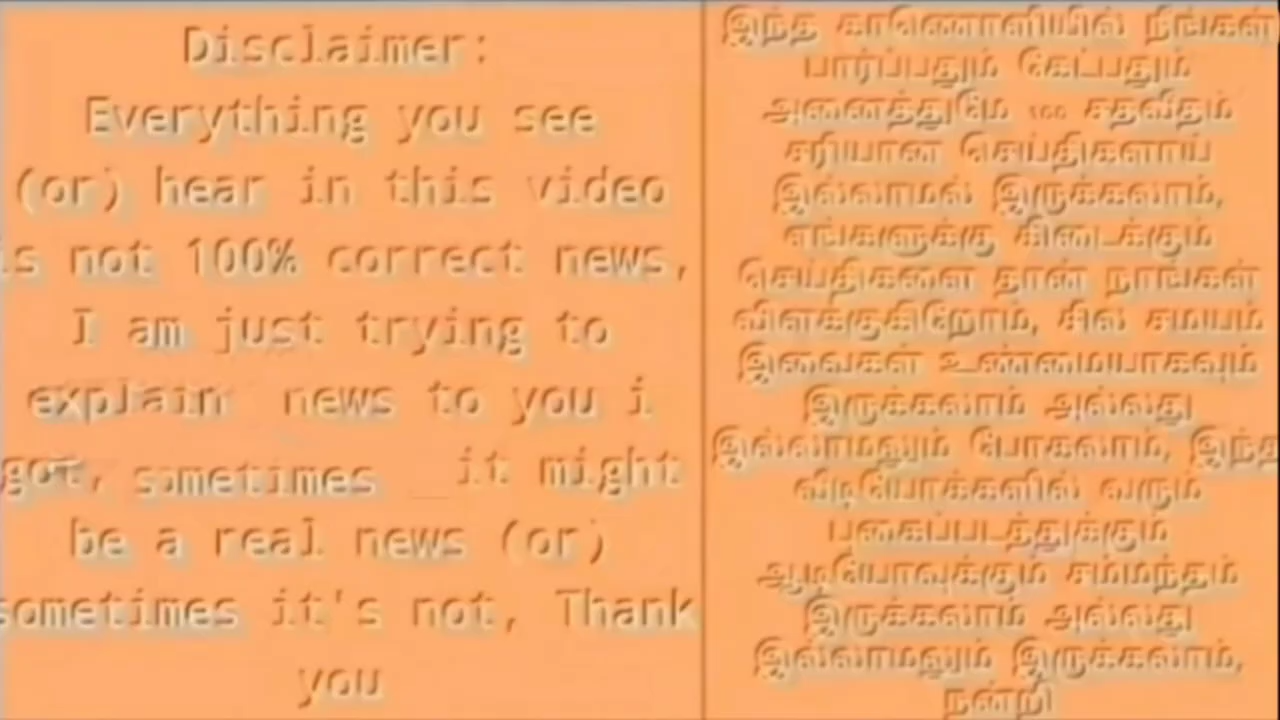 Disclaimer:
Everything you see
(or) hear in this video
is not 100% correct news,
I am just trying to
explain news to you i
got, sometimes it might
be a real news (or)
sometimes it's not, Thank
you
இந்த காணொளியில் நீங்கள்
பார்ப்பதும் கேட்பதும்
அனைத்துமே 100 சதவீதம்
சரியான செய்திகளாய்
இல்லாமல் இருக்கலாம்,
எங்களுக்கு கிடைக்கும்
செய்திகளை தான் நாங்கள்
விளக்குகிறோம், சில சமயம்
இவைகள் உண்மையாகவும்
இருக்கலாம் அல்லது
இல்லாமலும் போகலாம், இந்த
வீடியோக்களில் வரும்
புகைப்படத்துக்கும்
ஆடியோவுக்கும் சம்மந்தம்
இருக்கலாம் அல்லது
இல்லாமலும் இருக்கலாம்,
நன்றி